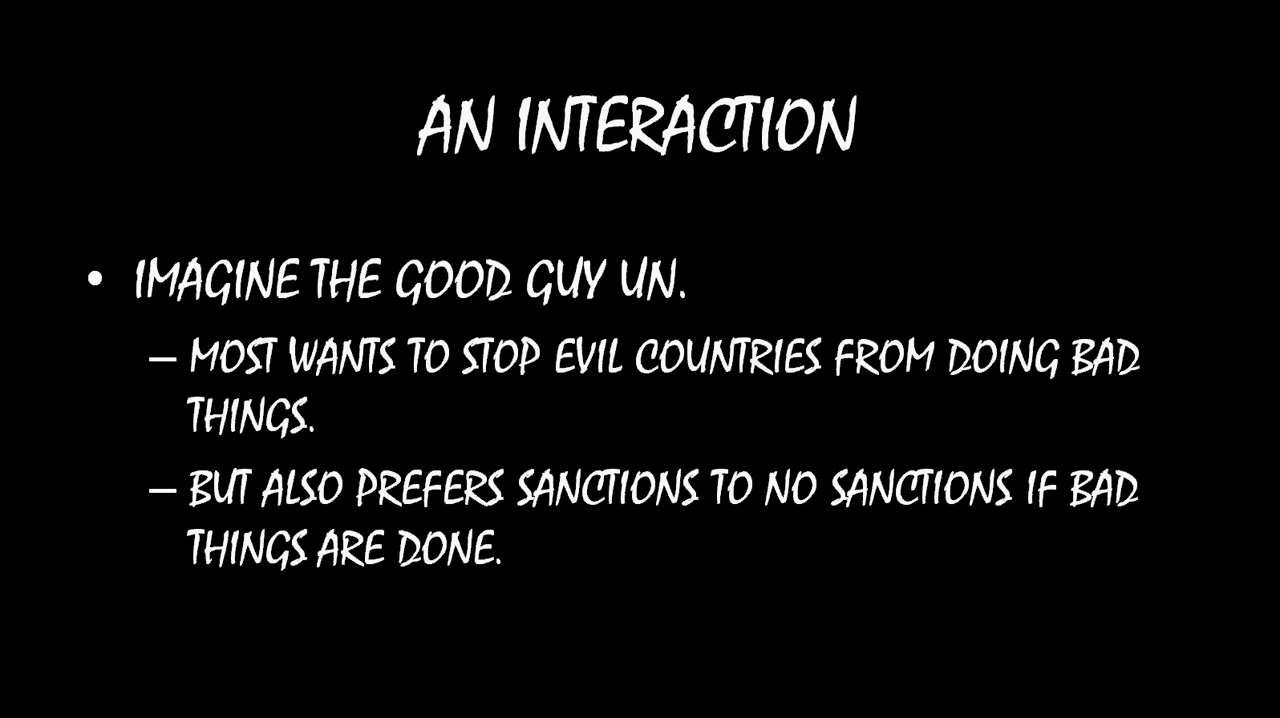 AN INTERACTION
• IMAGINE THE GOOD GUY UN.
– MOST WANTS TO STOP EVIL COUNTRIES FROM DOING BAD
THINGS.
– BUT ALSO PREFERS SANCTIONS TO NO SANCTIONS IF BAD
THINGS ARE DONE.